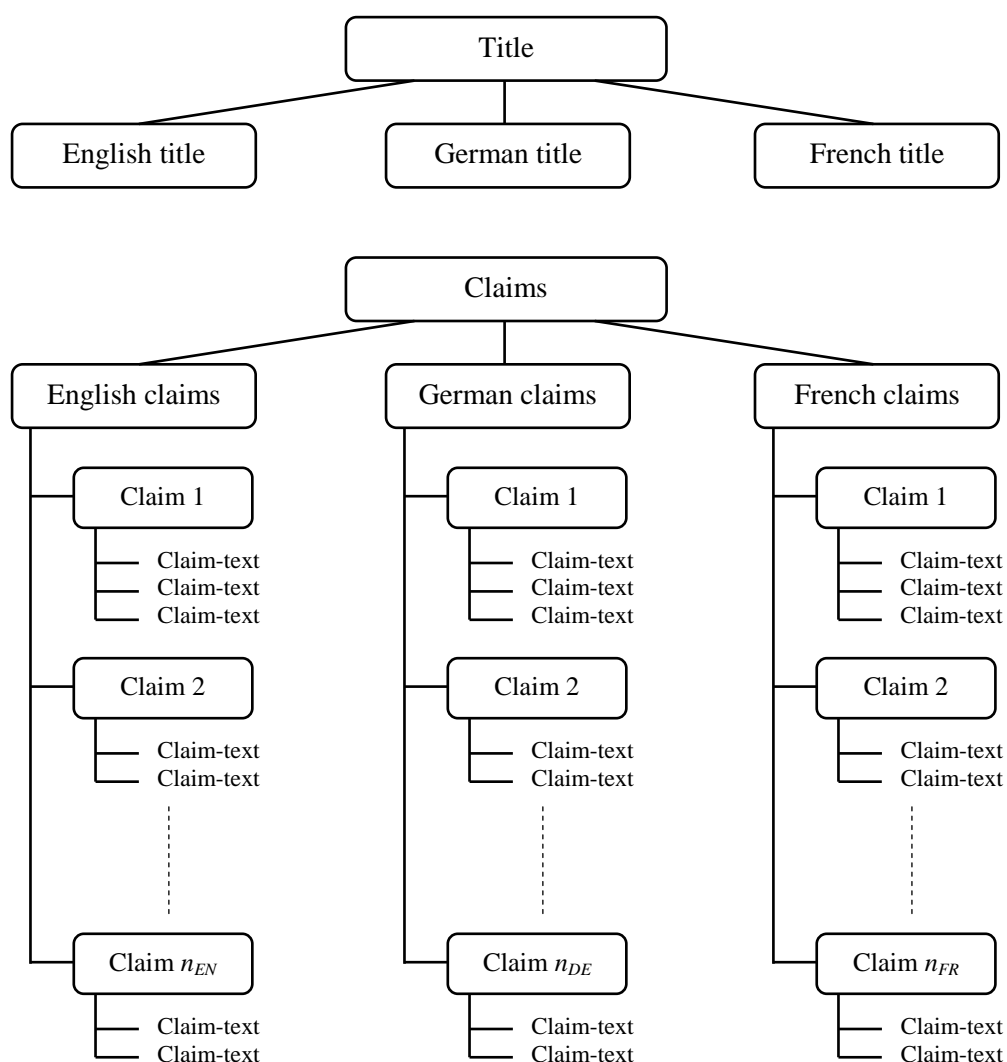 Title
English title
German title
French title
Claims
English claims
German claims
French claims
Claim 1
Claim 1
Claim 1
Claim-text
Claim-text
Claim-text
Claim-text
Claim-text
Claim-text
Claim-text
Claim-text
Claim-text
Claim 2
Claim 2
Claim 2
Claim-text
Claim-text
Claim-text
Claim-text
Claim-text
Claim-text
Claim nEN
Claim nDE
Claim nFR
Claim-text
Claim-text
Claim-text
Claim-text
Claim-text
Claim-text